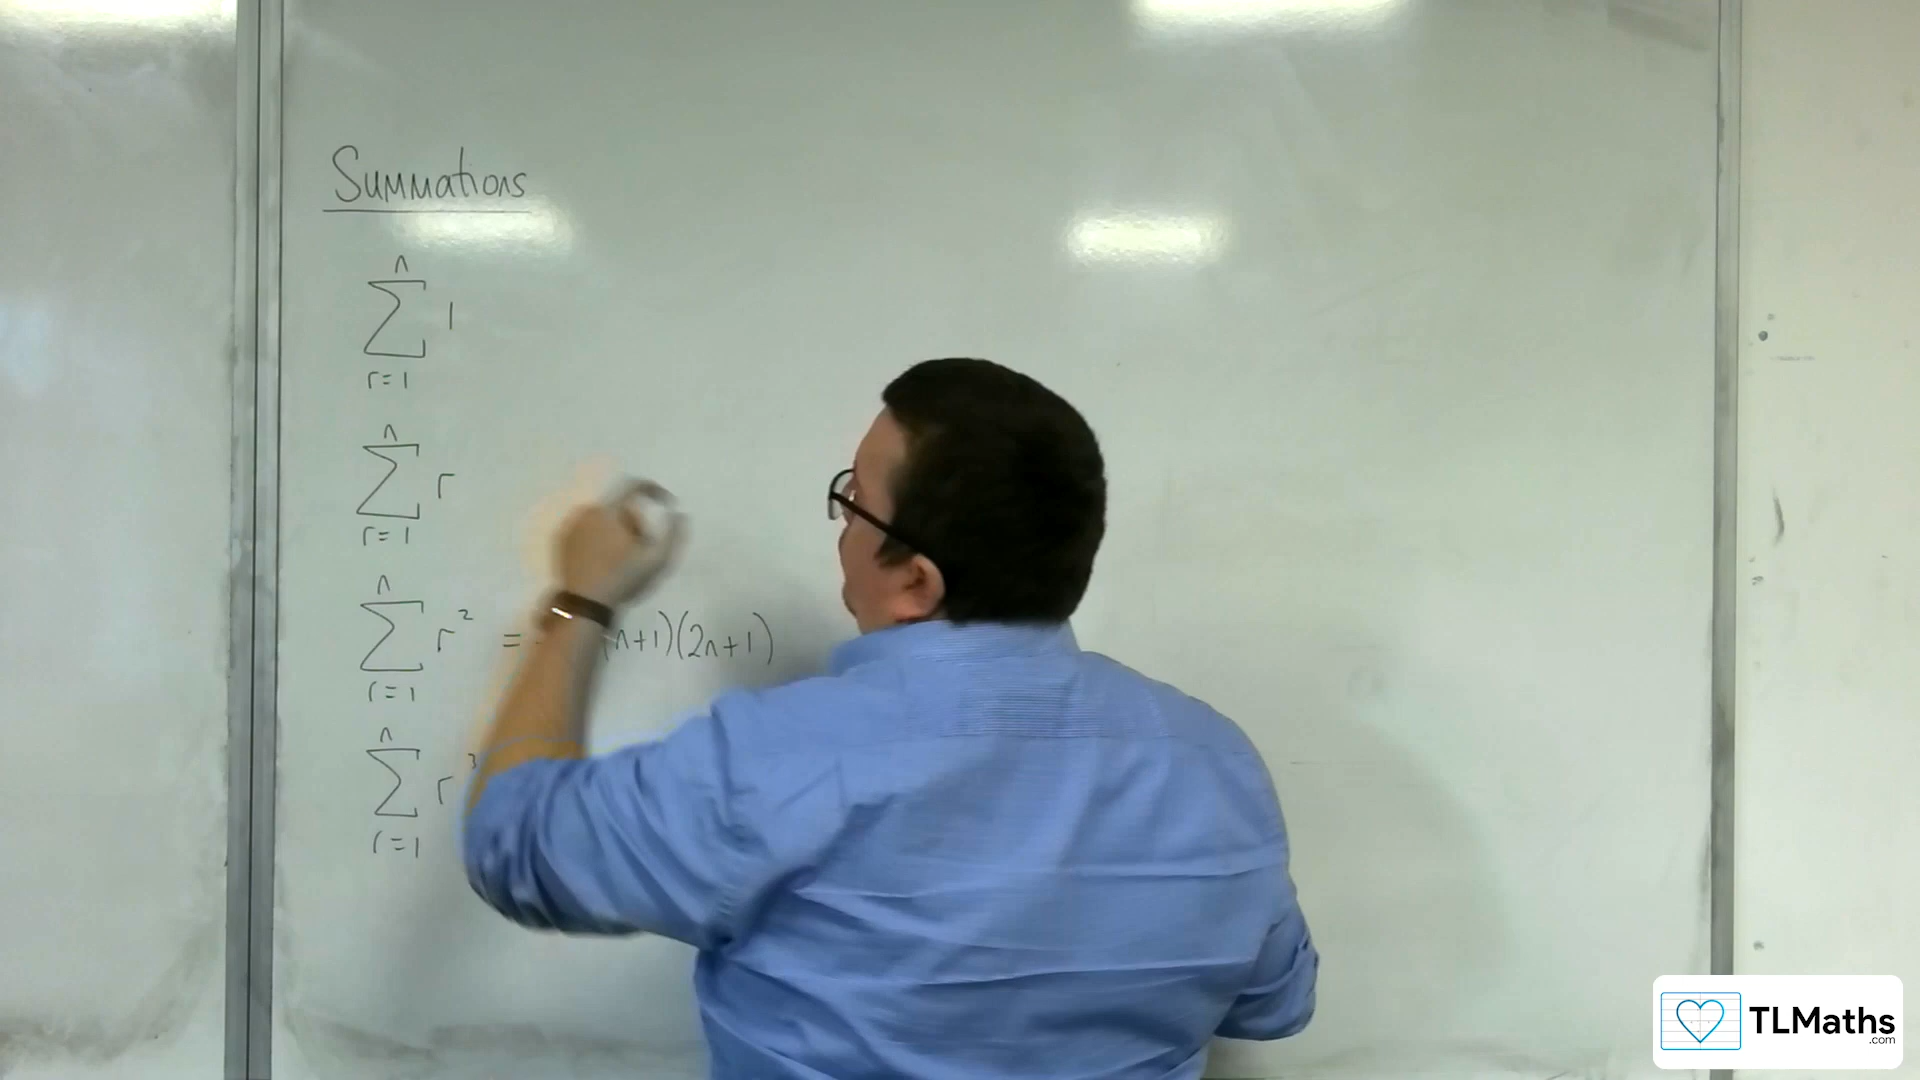 Summations
n
∑ 1
r=1
n
∑ r
r=1
n
∑ r² = (n+1)(2n+1)
r=1
n
∑ r³
r=1
TLMaths
.com